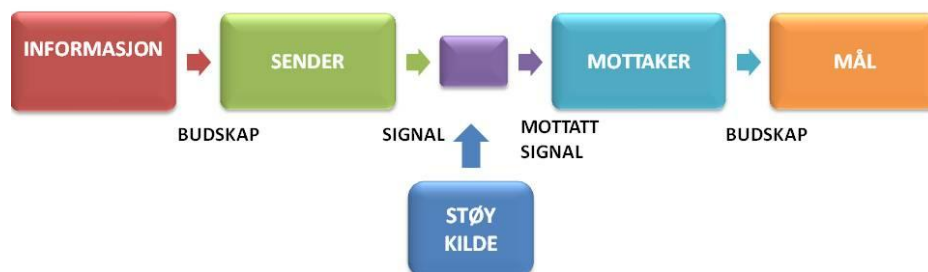 INFORMASJON
SENDER
MOTTAKER
MÅL
BUDSKAP
SIGNAL
MOTTATT
SIGNAL
BUDSKAP
STØY
KILDE